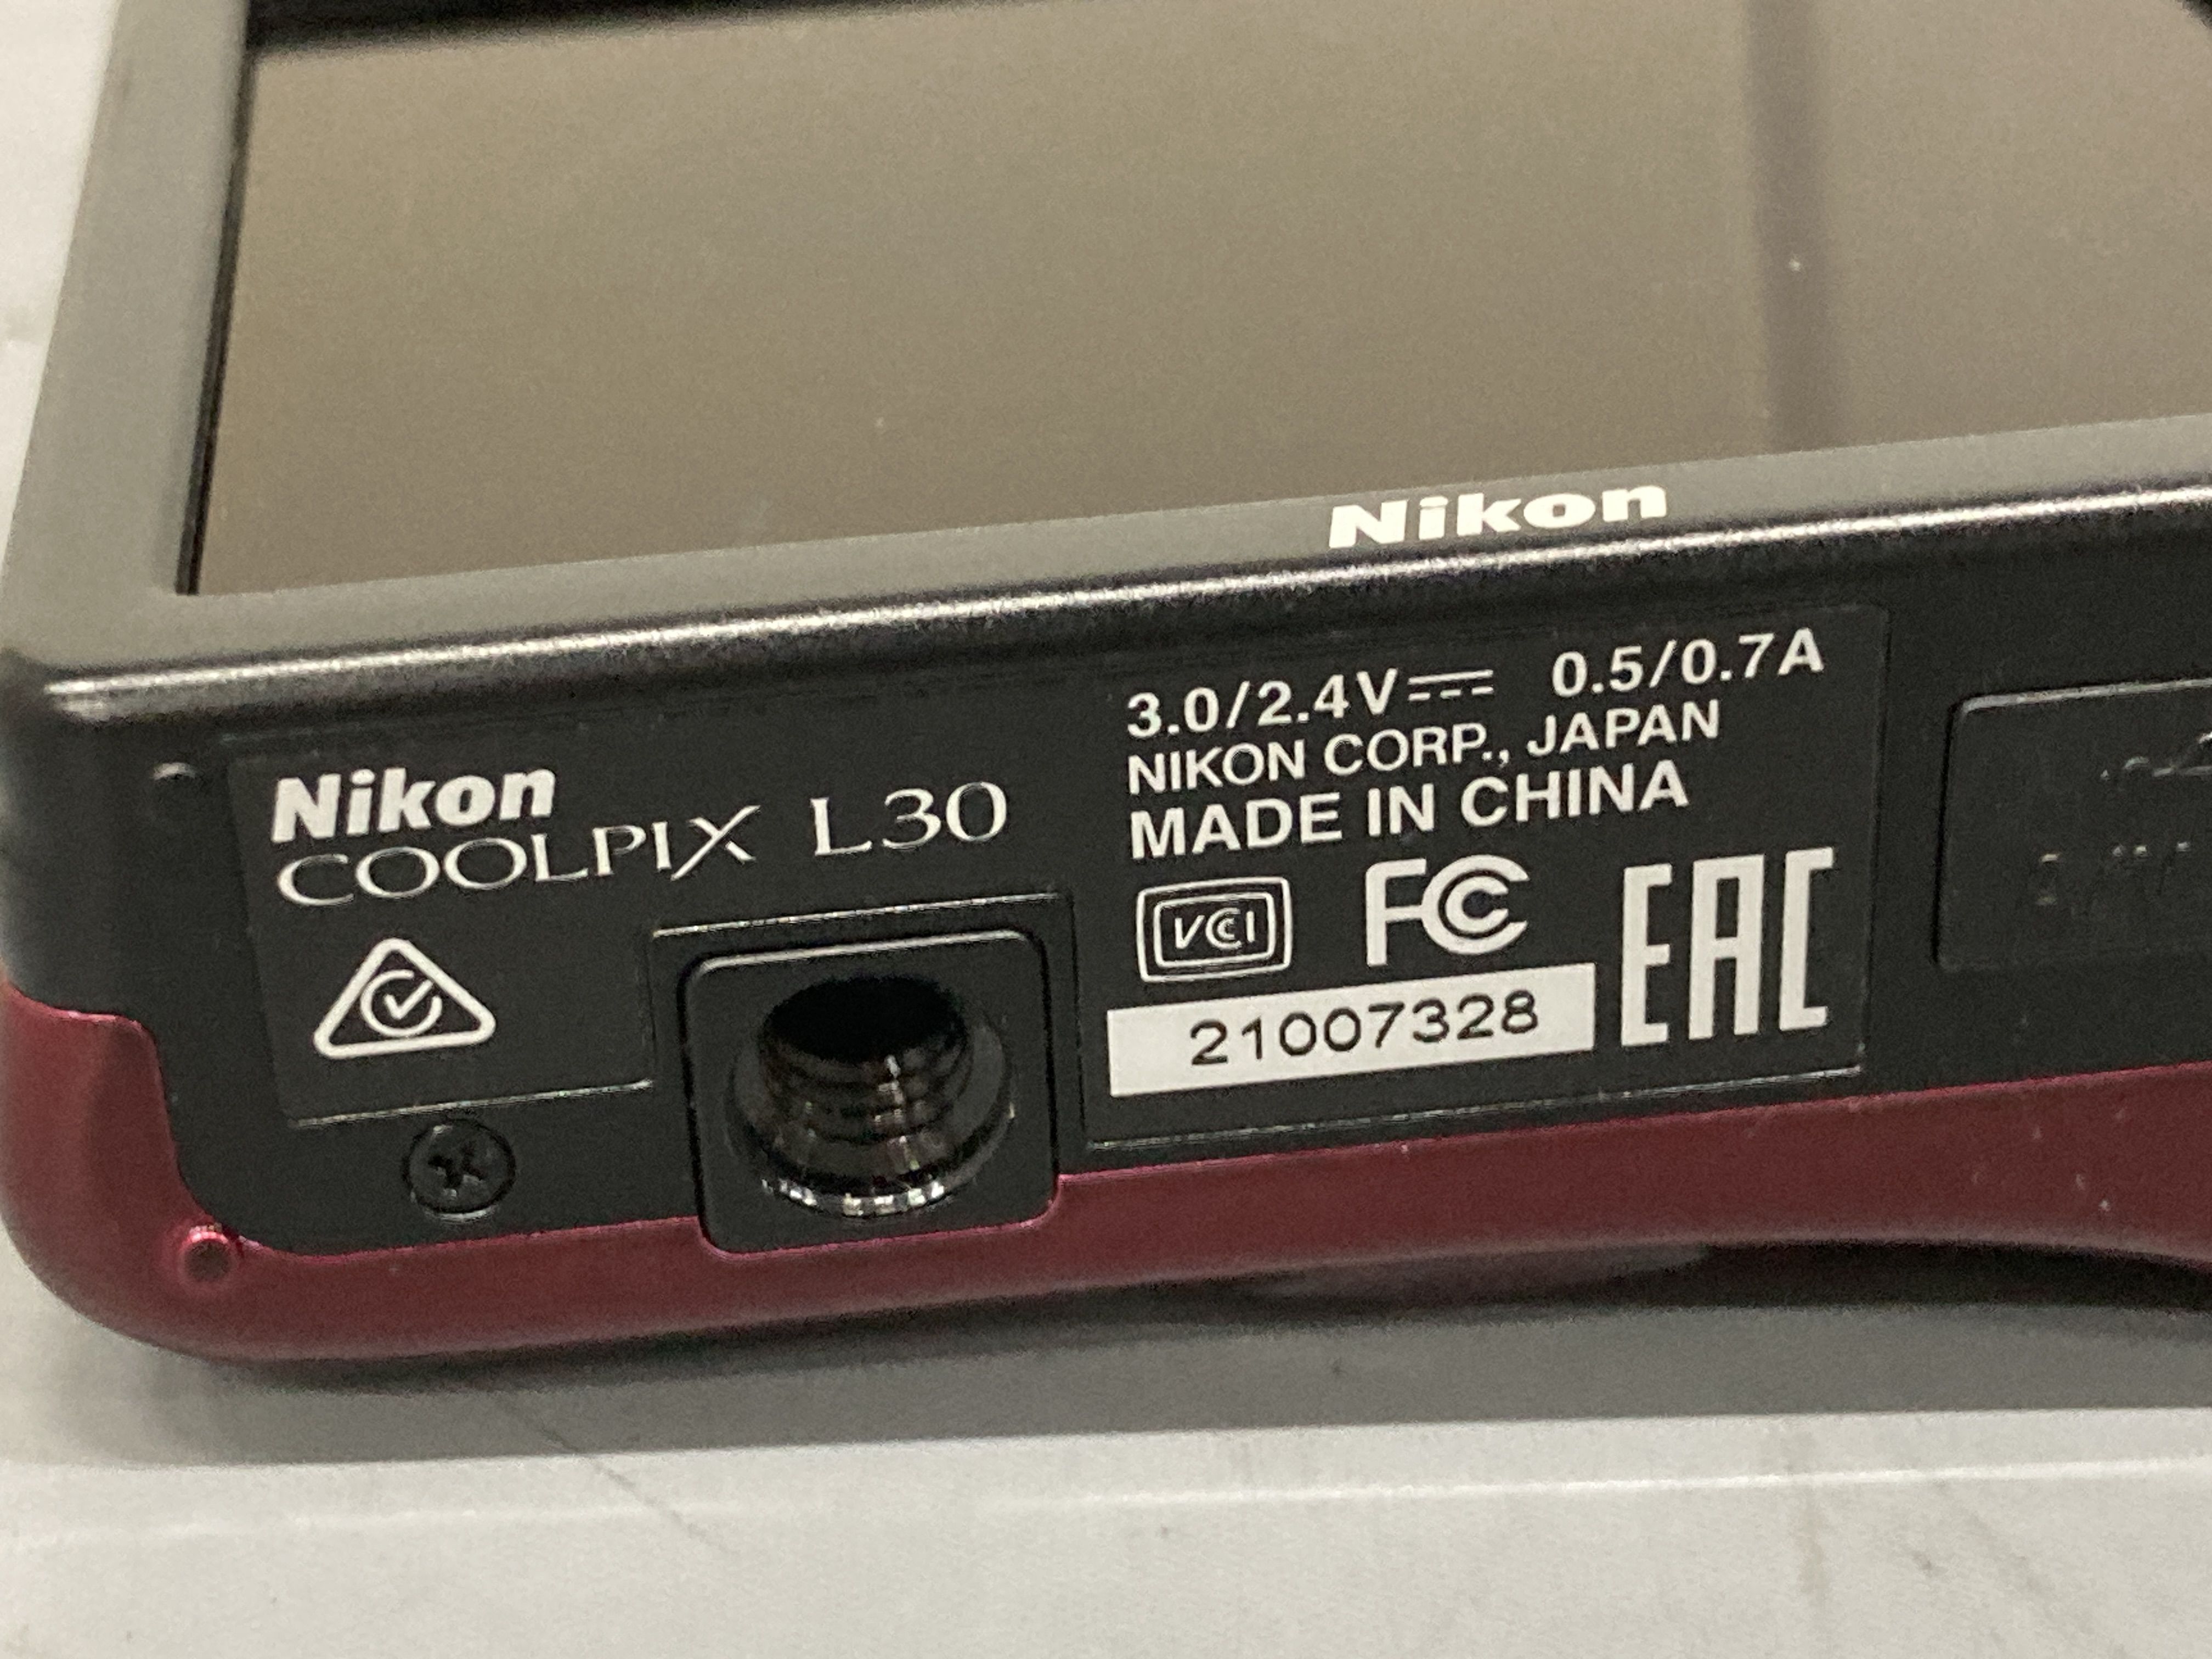 Nikon
Nikon
COOLPIX L30
3.0/2.4V 0.5/0.7A
NIKON CORP., JAPAN
MADE IN CHINA
VCI FC EAC
21007328